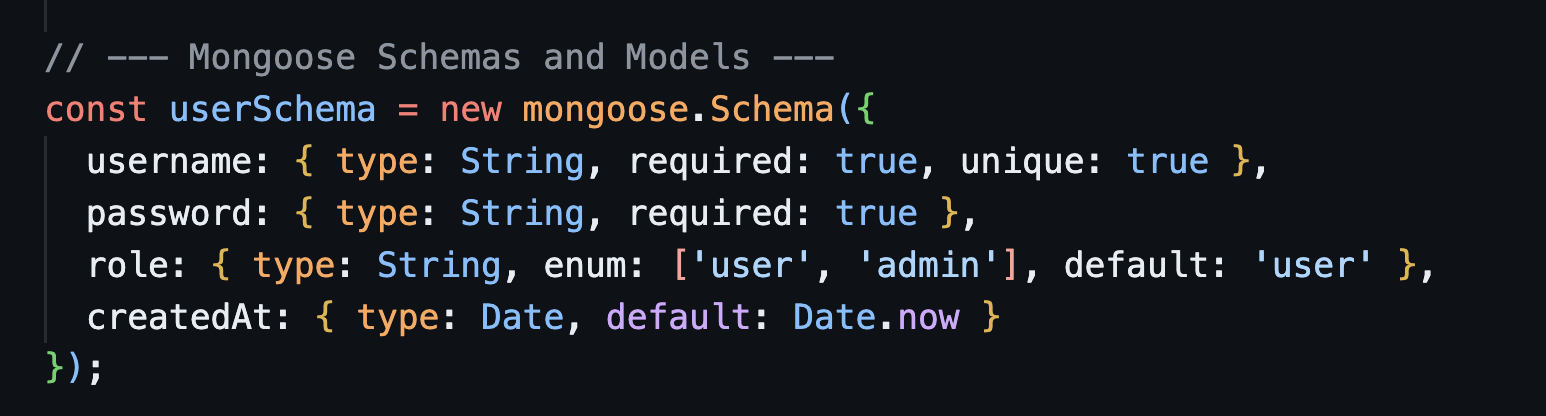 // --- Mongoose Schemas and Models ---
const userSchema = new mongoose.Schema({
  username: { type: String, required: true, unique: true },
  password: { type: String, required: true },
  role: { type: String, enum: ['user', 'admin'], default: 'user' },
  createdAt: { type: Date, default: Date.now }
});